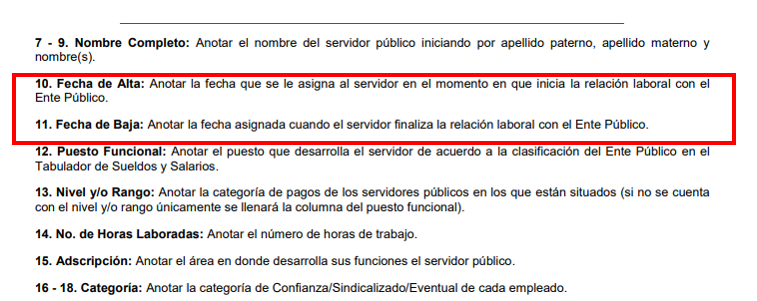 7 - 9. Nombre Completo: Anotar el nombre del servidor público iniciando por apellido paterno, apellido materno y
nombre(s).
10. Fecha de Alta: Anotar la fecha que se le asigna al servidor en el momento en que inicia la relación laboral con el
Ente Público.
11. Fecha de Baja: Anotar la fecha asignada cuando el servidor finaliza la relación laboral con el Ente Público.
12. Puesto Funcional: Anotar el puesto que desarrolla el servidor de acuerdo a la clasificación del Ente Público en el
Tabulador de Sueldos y Salarios.
13. Nivel y/o Rango: Anotar la categoría de pagos de los servidores públicos en los que están situados (si no se cuenta
con el nivel y/o rango únicamente se llenará la columna del puesto funcional).
14. No. de Horas Laboradas: Anotar el número de horas de trabajo.
15. Adscripción: Anotar el área en donde desarrolla sus funciones el servidor público.
16 - 18. Categoría: Anotar la categoría de Confianza/Sindicalizado/Eventual de cada empleado.